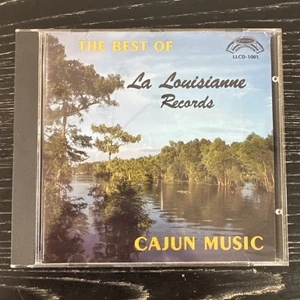 THE BEST OF
LLCD-1001
La Louisianne
Records
CAJUN MUSIC